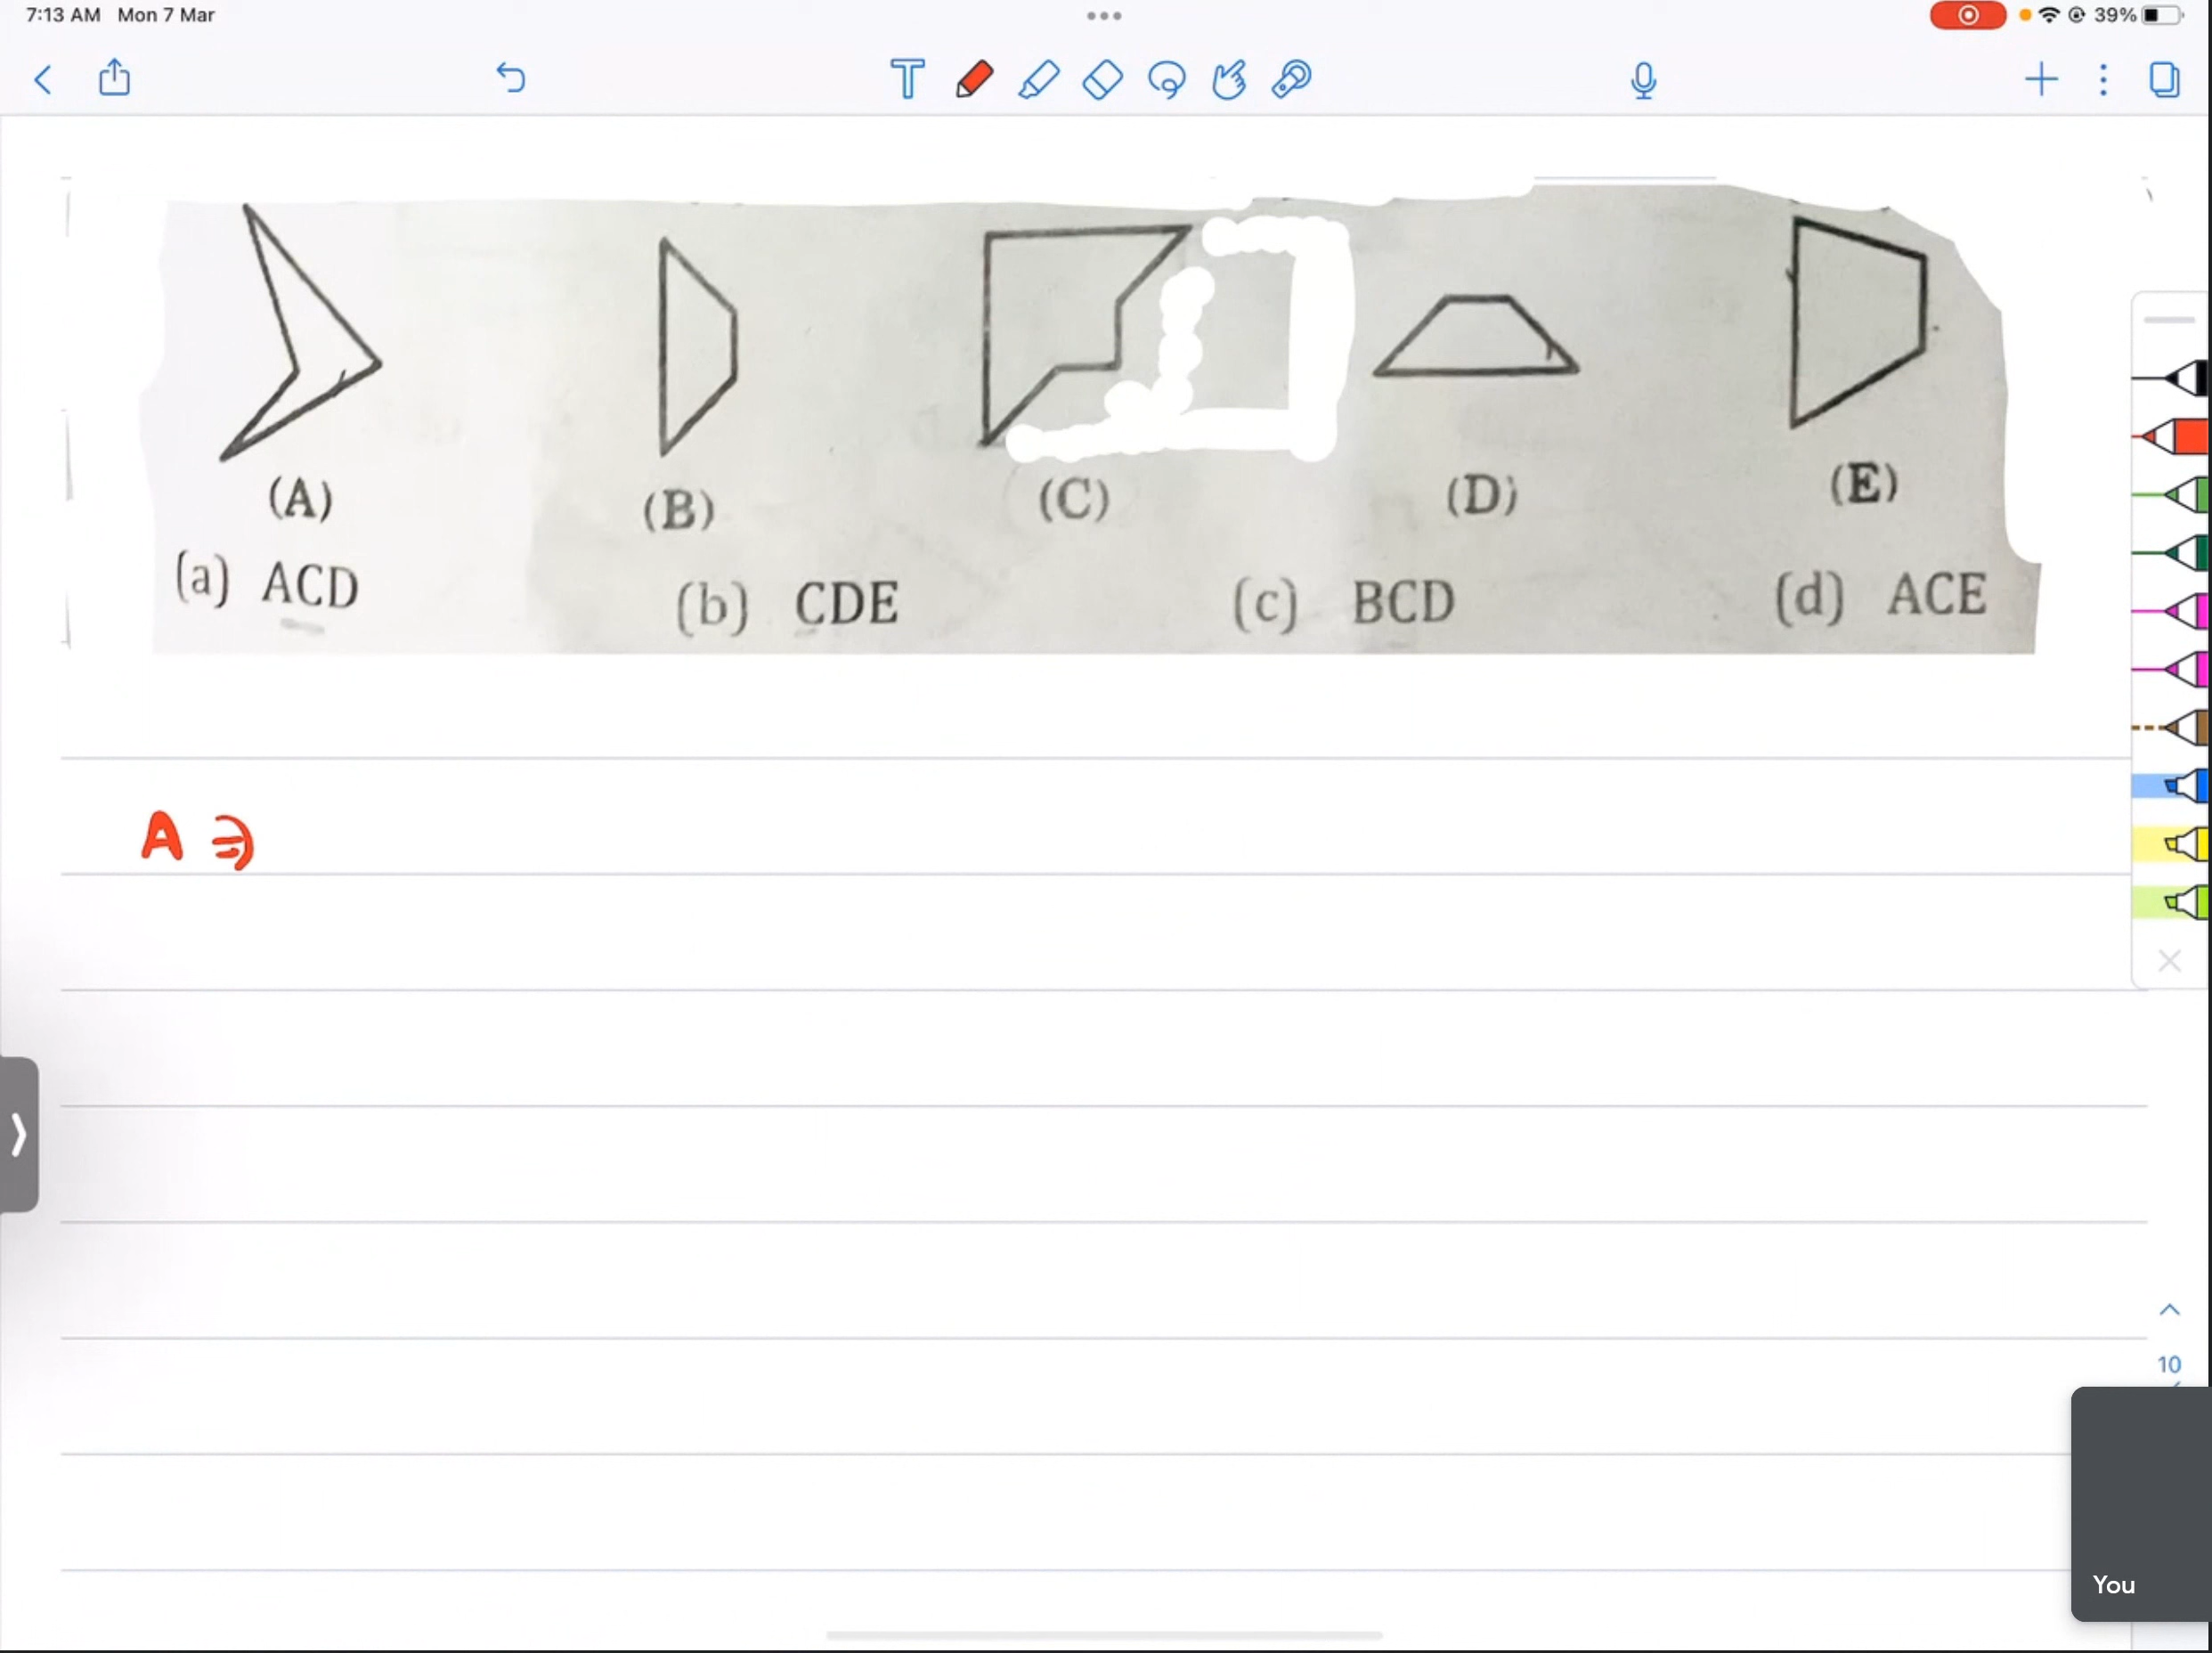 7:13 AM Mon 7 Mar
39%
(A) (B) (C) (D) (E)
(a) ACD (b) CDE (c) BCD (d) ACE
A ⇒
10
You